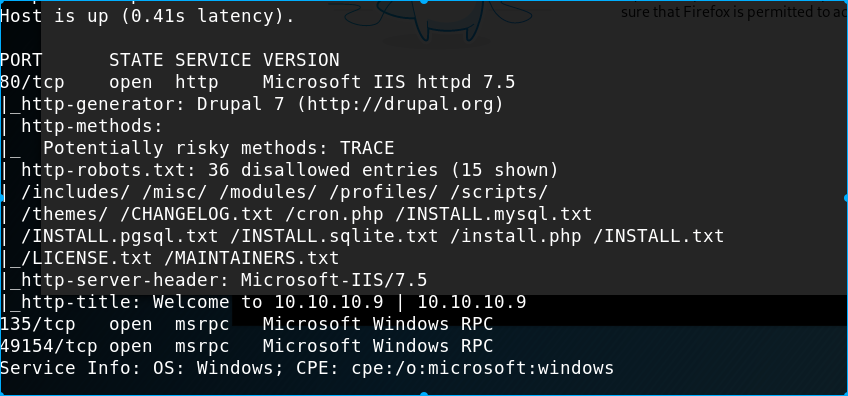 sure that Firefox is permitted to ac
Host is up (0.41s latency).
PORT      STATE SERVICE VERSION
80/tcp    open  http    Microsoft IIS httpd 7.5
|_http-generator: Drupal 7 (http://drupal.org)
| http-methods:
|_  Potentially risky methods: TRACE
| http-robots.txt: 36 disallowed entries (15 shown)
| /includes/ /misc/ /modules/ /profiles/ /scripts/
| /themes/ /CHANGELOG.txt /cron.php /INSTALL.mysql.txt
| /INSTALL.pgsql.txt /INSTALL.sqlite.txt /install.php /INSTALL.txt
|_/LICENSE.txt /MAINTAINERS.txt
|_http-server-header: Microsoft-IIS/7.5
|_http-title: Welcome to 10.10.10.9 | 10.10.10.9
135/tcp   open  msrpc   Microsoft Windows RPC
49154/tcp open  msrpc   Microsoft Windows RPC
Service Info: OS: Windows; CPE: cpe:/o:microsoft:windows